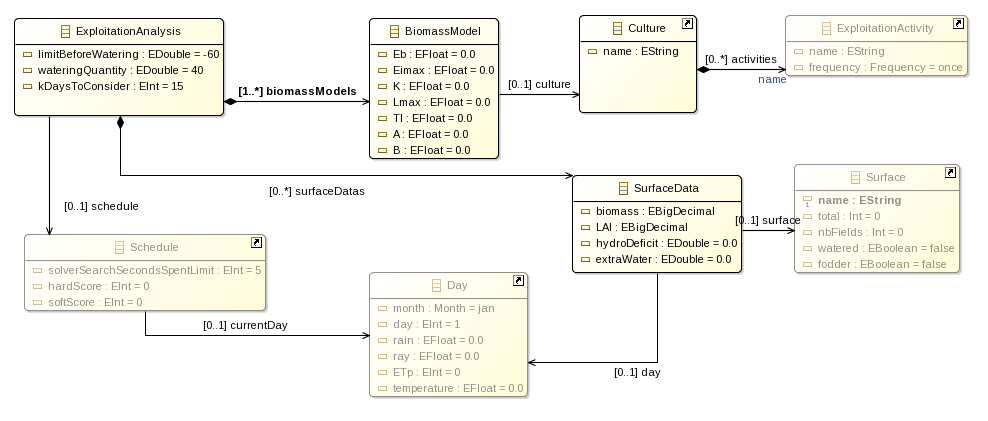 ExploitationAnalysis
limitBeforeWatering : EDouble = -60
wateringQuantity : EDouble = 40
kDaysToConsider : EInt = 15
BiomassModel
Eb : EFloat = 0.0
Eimax : EFloat = 0.0
K : EFloat = 0.0
Lmax : EFloat = 0.0
TI : EFloat = 0.0
A : EFloat = 0.0
B : EFloat = 0.0
Culture
name : EString
ExploitationActivity
name : EString
frequency : Frequency = once
[0..*] activities
name
[1..*] biomassModels
[0..1] culture
[0..*] surfaceDatas
[0..1] schedule
SurfaceData
biomass : EBigDecimal
LAI : EBigDecimal
hydroDeficit : EDouble = 0.0
extraWater : EDouble = 0.0
[0..1] surface
Surface
name : EString
total : Int = 0
nbFields : Int = 0
watered : EBoolean = false
fodder : EBoolean = false
Schedule
solverSearchSecondsSpentLimit : EInt = 5
hardScore : EInt = 0
softScore : EInt = 0
[0..1] currentDay
Day
month : Month = jan
day : EInt = 1
rain : EFloat = 0.0
ray : EFloat = 0.0
ETp : EInt = 0
temperature : EFloat = 0.0
[0..1] day